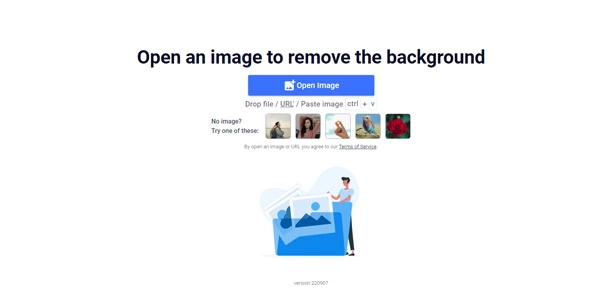 Open an image to remove the background
Open Image
Drop file / URL / Paste image ctrl + v
No image?
Try one of these:
By open an image or URL you agree to our Terms of Service.
version:220907